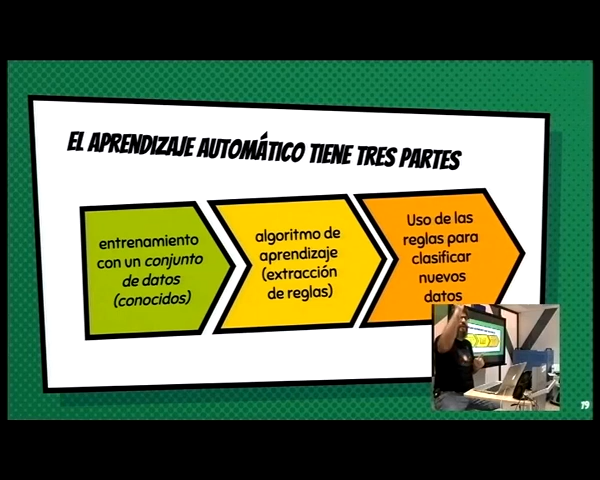 EL APRENDIZAJE AUTOMÁTICO TIENE TRES PARTES
entrenamiento
con un conjunto
de datos
(conocidos)
algoritmo de
aprendizaje
(extracción
de reglas)
Uso de las
reglas para
clasificar
nuevos
datos
19